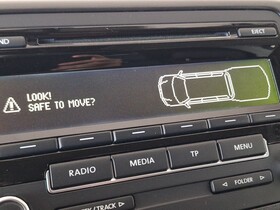 EJECT
LOOK!
SAFE TO MOVE?
RADIO
MEDIA
TP
MENU
FOLDER